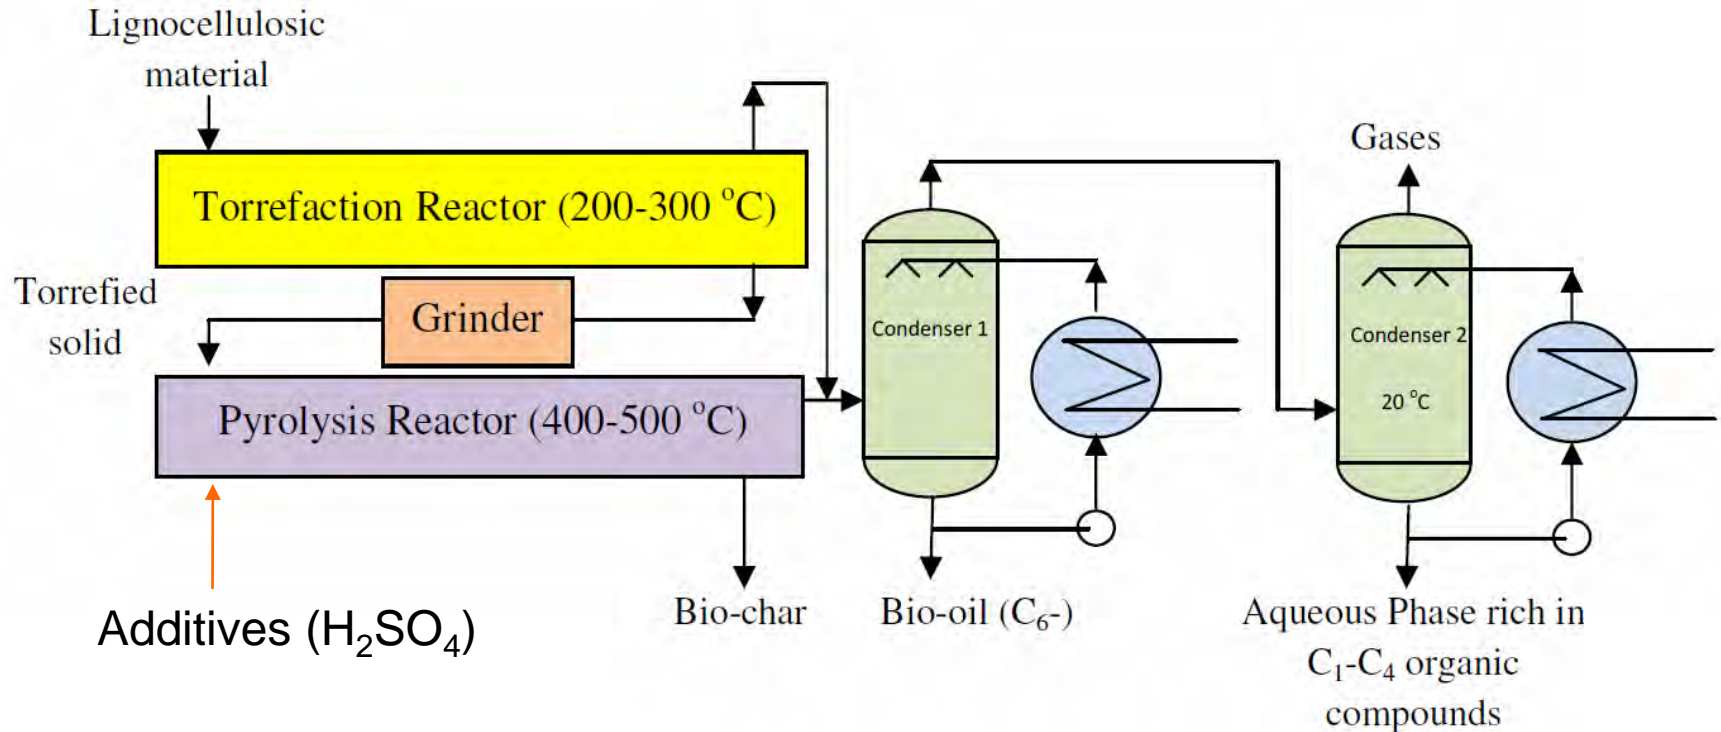 Lignocellulosic
material
Torrefaction Reactor (200-300 °C)
Gases
Torrefied
solid
Grinder
Condenser 1
Condenser 2
20 °C
Pyrolysis Reactor (400-500 °C)
Additives (H₂SO₄)
Bio-char
Bio-oil (C₆-)
Aqueous Phase rich in
C₁-C₄ organic
compounds